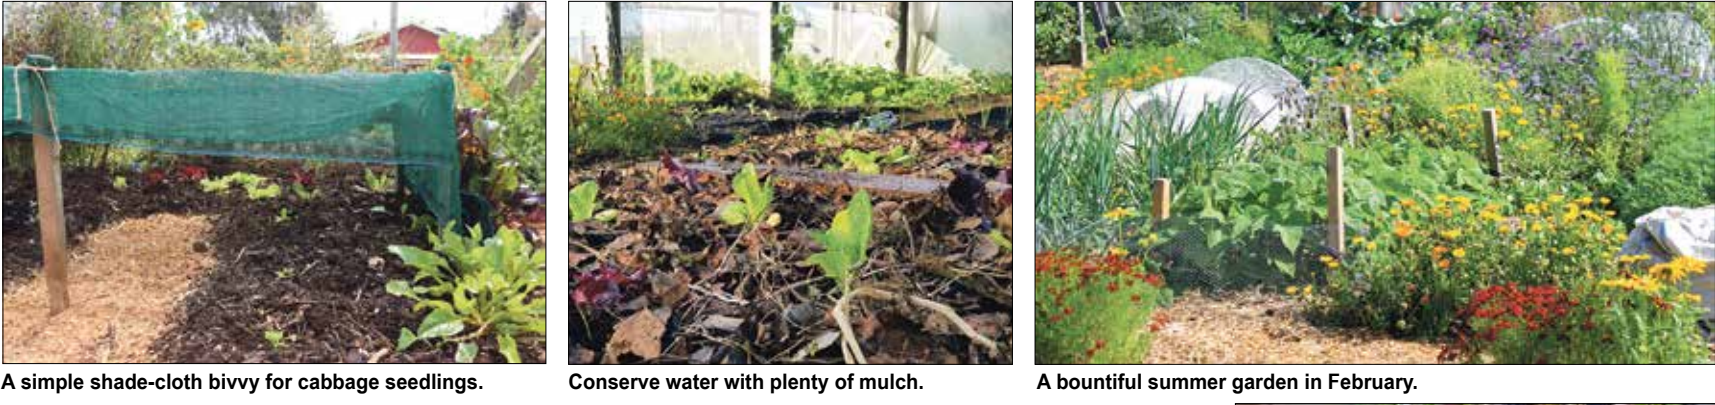 A simple shade-cloth bivvy for cabbage seedlings.
Conserve water with plenty of mulch.
A bountiful summer garden in February.